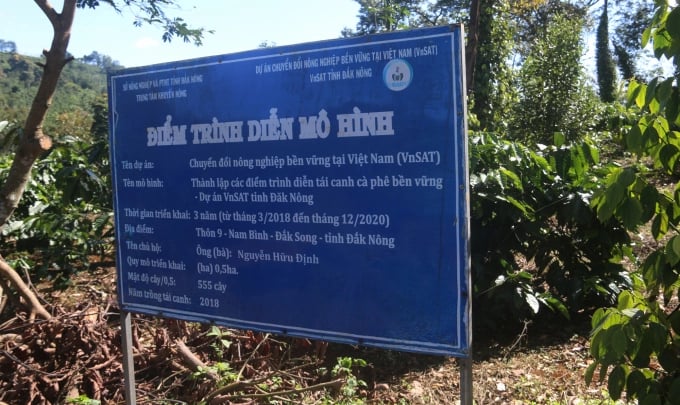 SỞ NÔNG NGHIỆP VÀ PTNT TỈNH ĐĂK NÔNG
TRUNG TÂM KHUYẾN NÔNG
DỰ ÁN CHUYỂN ĐỔI NÔNG NGHIỆP BỀN VỮNG TẠI VIỆT NAM (VnSAT)
VnSAT TỈNH ĐĂK NÔNG
ĐIỂM TRÌNH DIỄN MÔ HÌNH
Tên dự án: Chuyển đổi nông nghiệp bền vững tại Việt Nam (VnSAT)
Tên mô hình: Thành lập các điểm trình diễn tái canh cà phê bền vững
- Dự án VnSAT tỉnh Đăk Nông
Thời gian triển khai: 3 năm (từ tháng 3/2018 đến tháng 12/2020)
Địa điểm: Thôn 9 - Nam Bình - Đắk Song - tỉnh Đắk Nông
Tên chủ hộ: Ông (bà): Nguyễn Hữu Định
Quy mô triển khai: (ha) 0,5ha.
Mật độ cây/0,5: 555 cây
Năm trồng tái canh: 2018